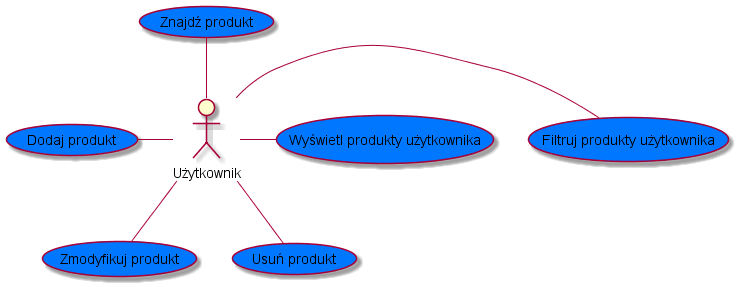 Znajdź produkt
Dodaj produkt
Wyświetl produkty użytkownika
Filtruj produkty użytkownika
Użytkownik
Zmodyfikuj produkt
Usuń produkt